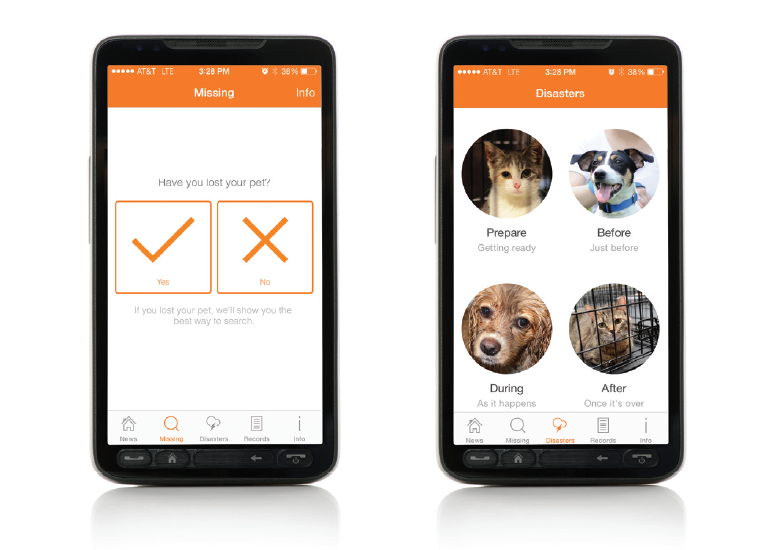 AT&T LTE 3:28 PM 38%
Missing Info
Have you lost your pet?
Yes No
If you lost your pet, we'll show you the
best way to search.
News Missing Disasters Records Info
AT&T LTE 3:28 PM 38%
Disasters
Prepare Before
Getting ready Just before
During After
As it happens Once it's over
News Missing Disasters Records Info